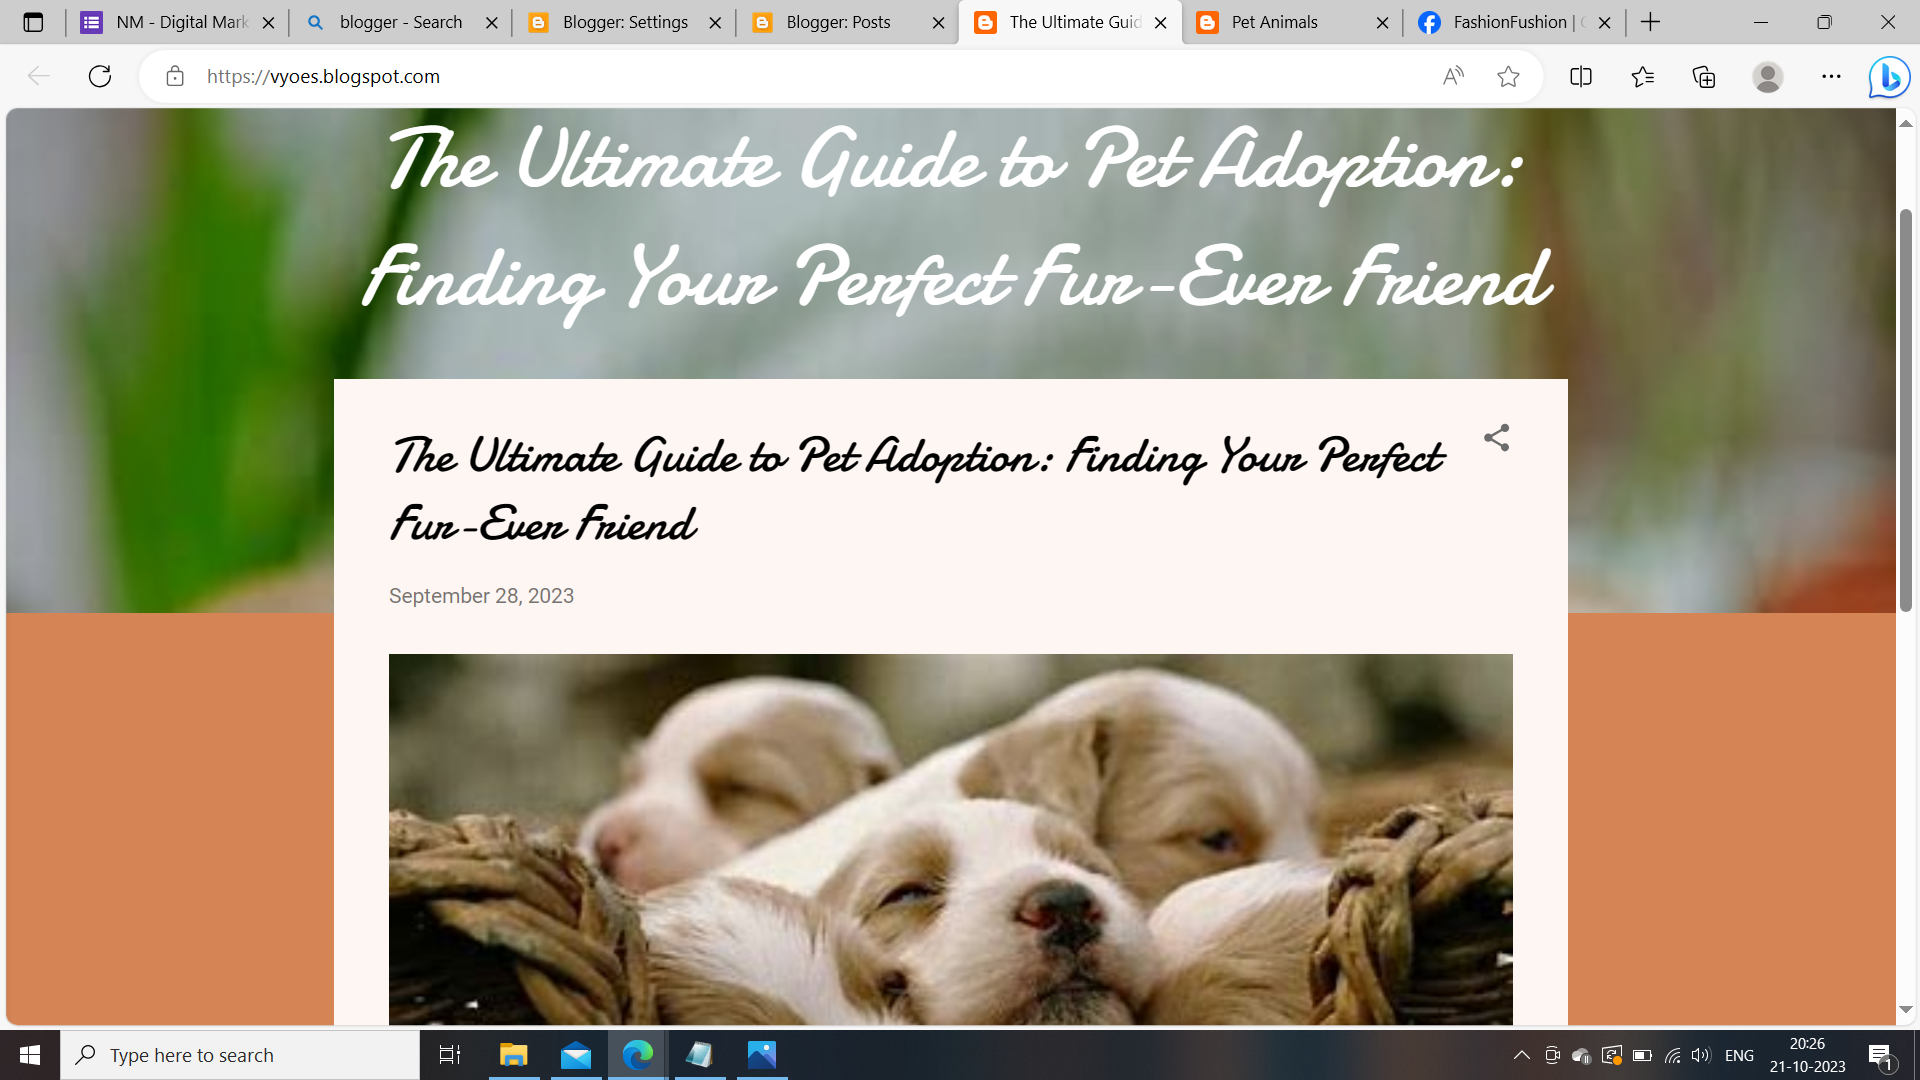 NM - Digital Mark
blogger - Search
Blogger: Settings
Blogger: Posts
The Ultimate Guid
Pet Animals
FashionFushion |
https://vyoes.blogspot.com
The Ultimate Guide to Pet Adoption:
Finding Your Perfect Fur-Ever Friend
The Ultimate Guide to Pet Adoption: Finding Your Perfect
Fur-Ever Friend
September 28, 2023
Type here to search
ENG
20:26
21-10-2023
1